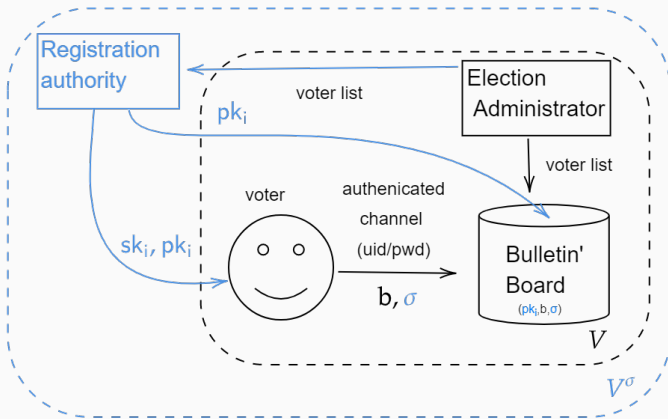 Registration
authority
voter list
Election
Administrator
pkᵢ
voter list
voter
authenicated
channel
(uid/pwd)
skᵢ, pkᵢ
b, σ
Bulletin'
Board
(pkᵢ,b,σ)
V
V^σ